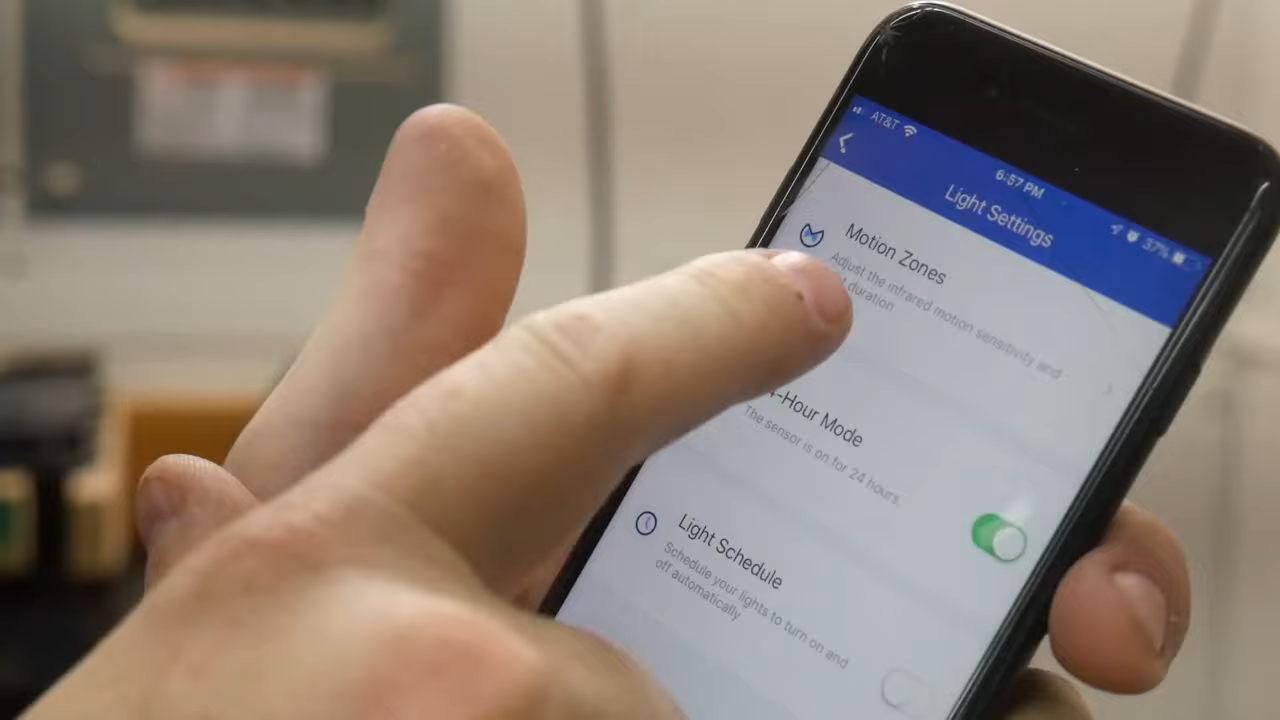 AT&T
6:57 PM
37%
Light Settings
Motion Zones
Adjust the infrared motion sensitivity and
duration
-Hour Mode
The sensor is on for 24 hours.
Light Schedule
Schedule your lights to turn on and
off automatically